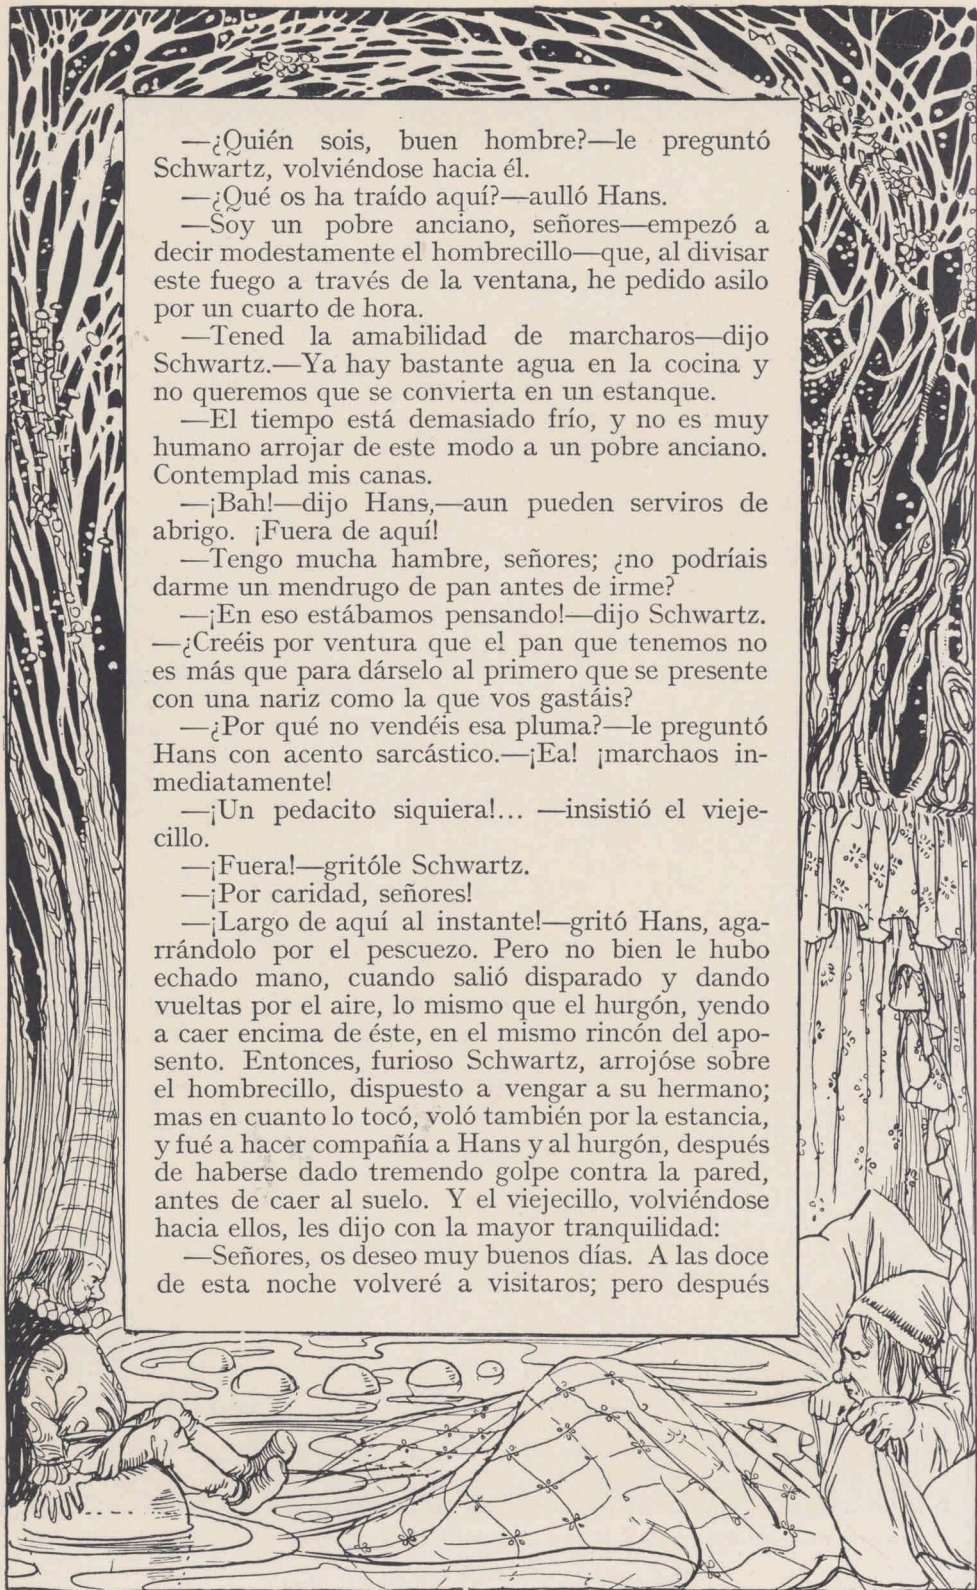 —¿Quién sois, buen hombre?—le preguntó
Schwartz, volviéndose hacia él.
—¿Qué os ha traído aquí?—aulló Hans.
—Soy un pobre anciano, señores—empezó a
decir modestamente el hombrecillo—que, al divisar
este fuego a través de la ventana, he pedido asilo
por un cuarto de hora.
—Tened la amabilidad de marcharos—dijo
Schwartz.—Ya hay bastante agua en la cocina y
no queremos que se convierta en un estanque.
—El tiempo está demasiado frío, y no es muy
humano arrojar de este modo a un pobre anciano.
Contemplad mis canas.
—¡Bah!—dijo Hans,—aun pueden serviros de
abrigo. ¡Fuera de aquí!
—Tengo mucha hambre, señores; ¿no podríais
darme un mendrugo de pan antes de irme?
—¡En eso estábamos pensando!—dijo Schwartz.
—¿Creéis por ventura que el pan que tenemos no
es más que para dárselo al primero que se presente
con una nariz como la que vos gastáis?
—¿Por qué no vendéis esa pluma?—le preguntó
Hans con acento sarcástico.—¡Ea! ¡marchaos in-
mediatamente!
—¡Un pedacito siquiera!... —insistió el vieje-
cillo.
—¡Fuera!—gritóle Schwartz.
—¡Por caridad, señores!
—¡Largo de aquí al instante!—gritó Hans, aga-
rrándolo por el pescuezo. Pero no bien le hubo
echado mano, cuando salió disparado y dando
vueltas por el aire, lo mismo que el hurgón, yendo
a caer encima de éste, en el mismo rincón del apo-
sento. Entonces, furioso Schwartz, arrojóse sobre
el hombrecillo, dispuesto a vengar a su hermano;
mas en cuanto lo tocó, voló también por la estancia,
y fué a hacer compañía a Hans y al hurgón, después
de haberse dado tremendo golpe contra la pared,
antes de caer al suelo. Y el viejecillo, volviéndose
hacia ellos, les dijo con la mayor tranquilidad:
—Señores, os deseo muy buenos días. A las doce
de esta noche volveré a visitaros; pero después